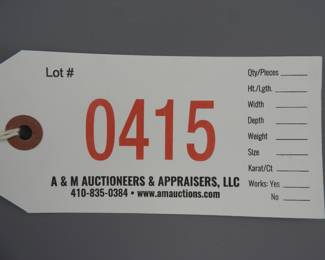 Lot #
0415
Qty/Pieces
Ht./Lgth.
Width
Depth
Weight
Size
Karat/Ct
Works: Yes
No
A & M AUCTIONEERS & APPRAISERS, LLC
410-835-0384 • www.amauctions.com